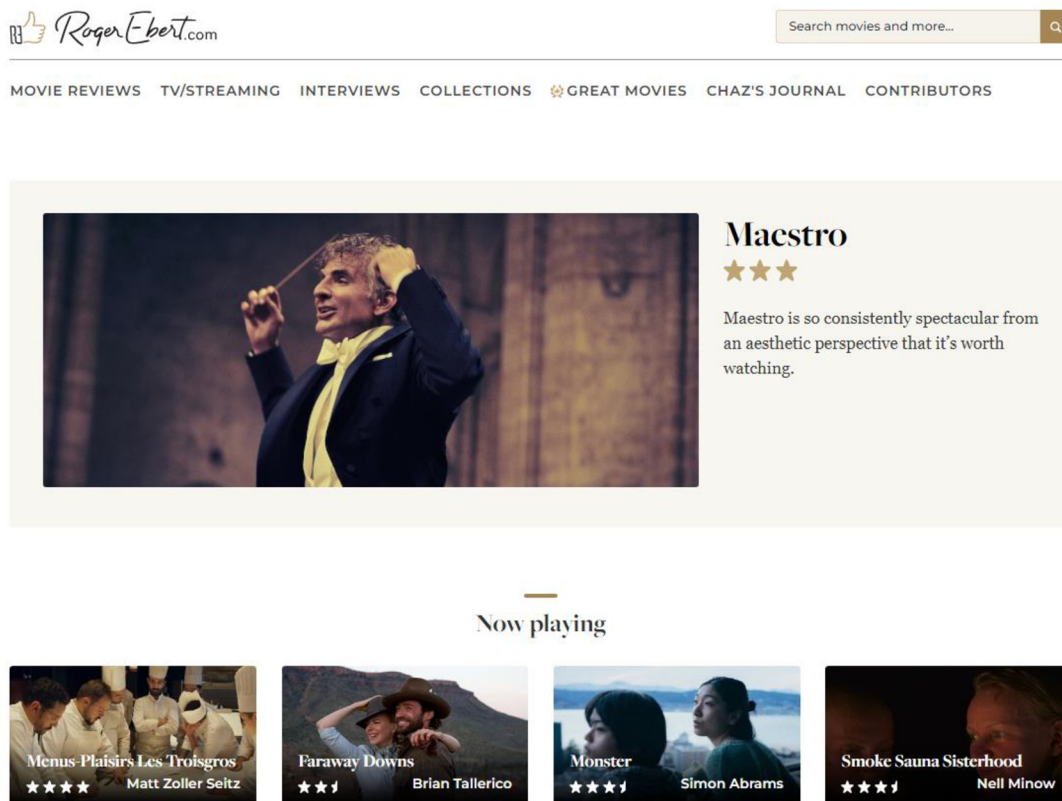 RogerEbert.com
Search movies and more...
MOVIE REVIEWS TV/STREAMING INTERVIEWS COLLECTIONS GREAT MOVIES CHAZ'S JOURNAL CONTRIBUTORS
Maestro
Maestro is so consistently spectacular from
an aesthetic perspective that it’s worth
watching.
Now playing
Menus-Plaisirs Les Troisgros
Matt Zoller Seitz
Faraway Downs
Brian Tallerico
Monster
Simon Abrams
Smoke Sauna Sisterhood
Nell Minow